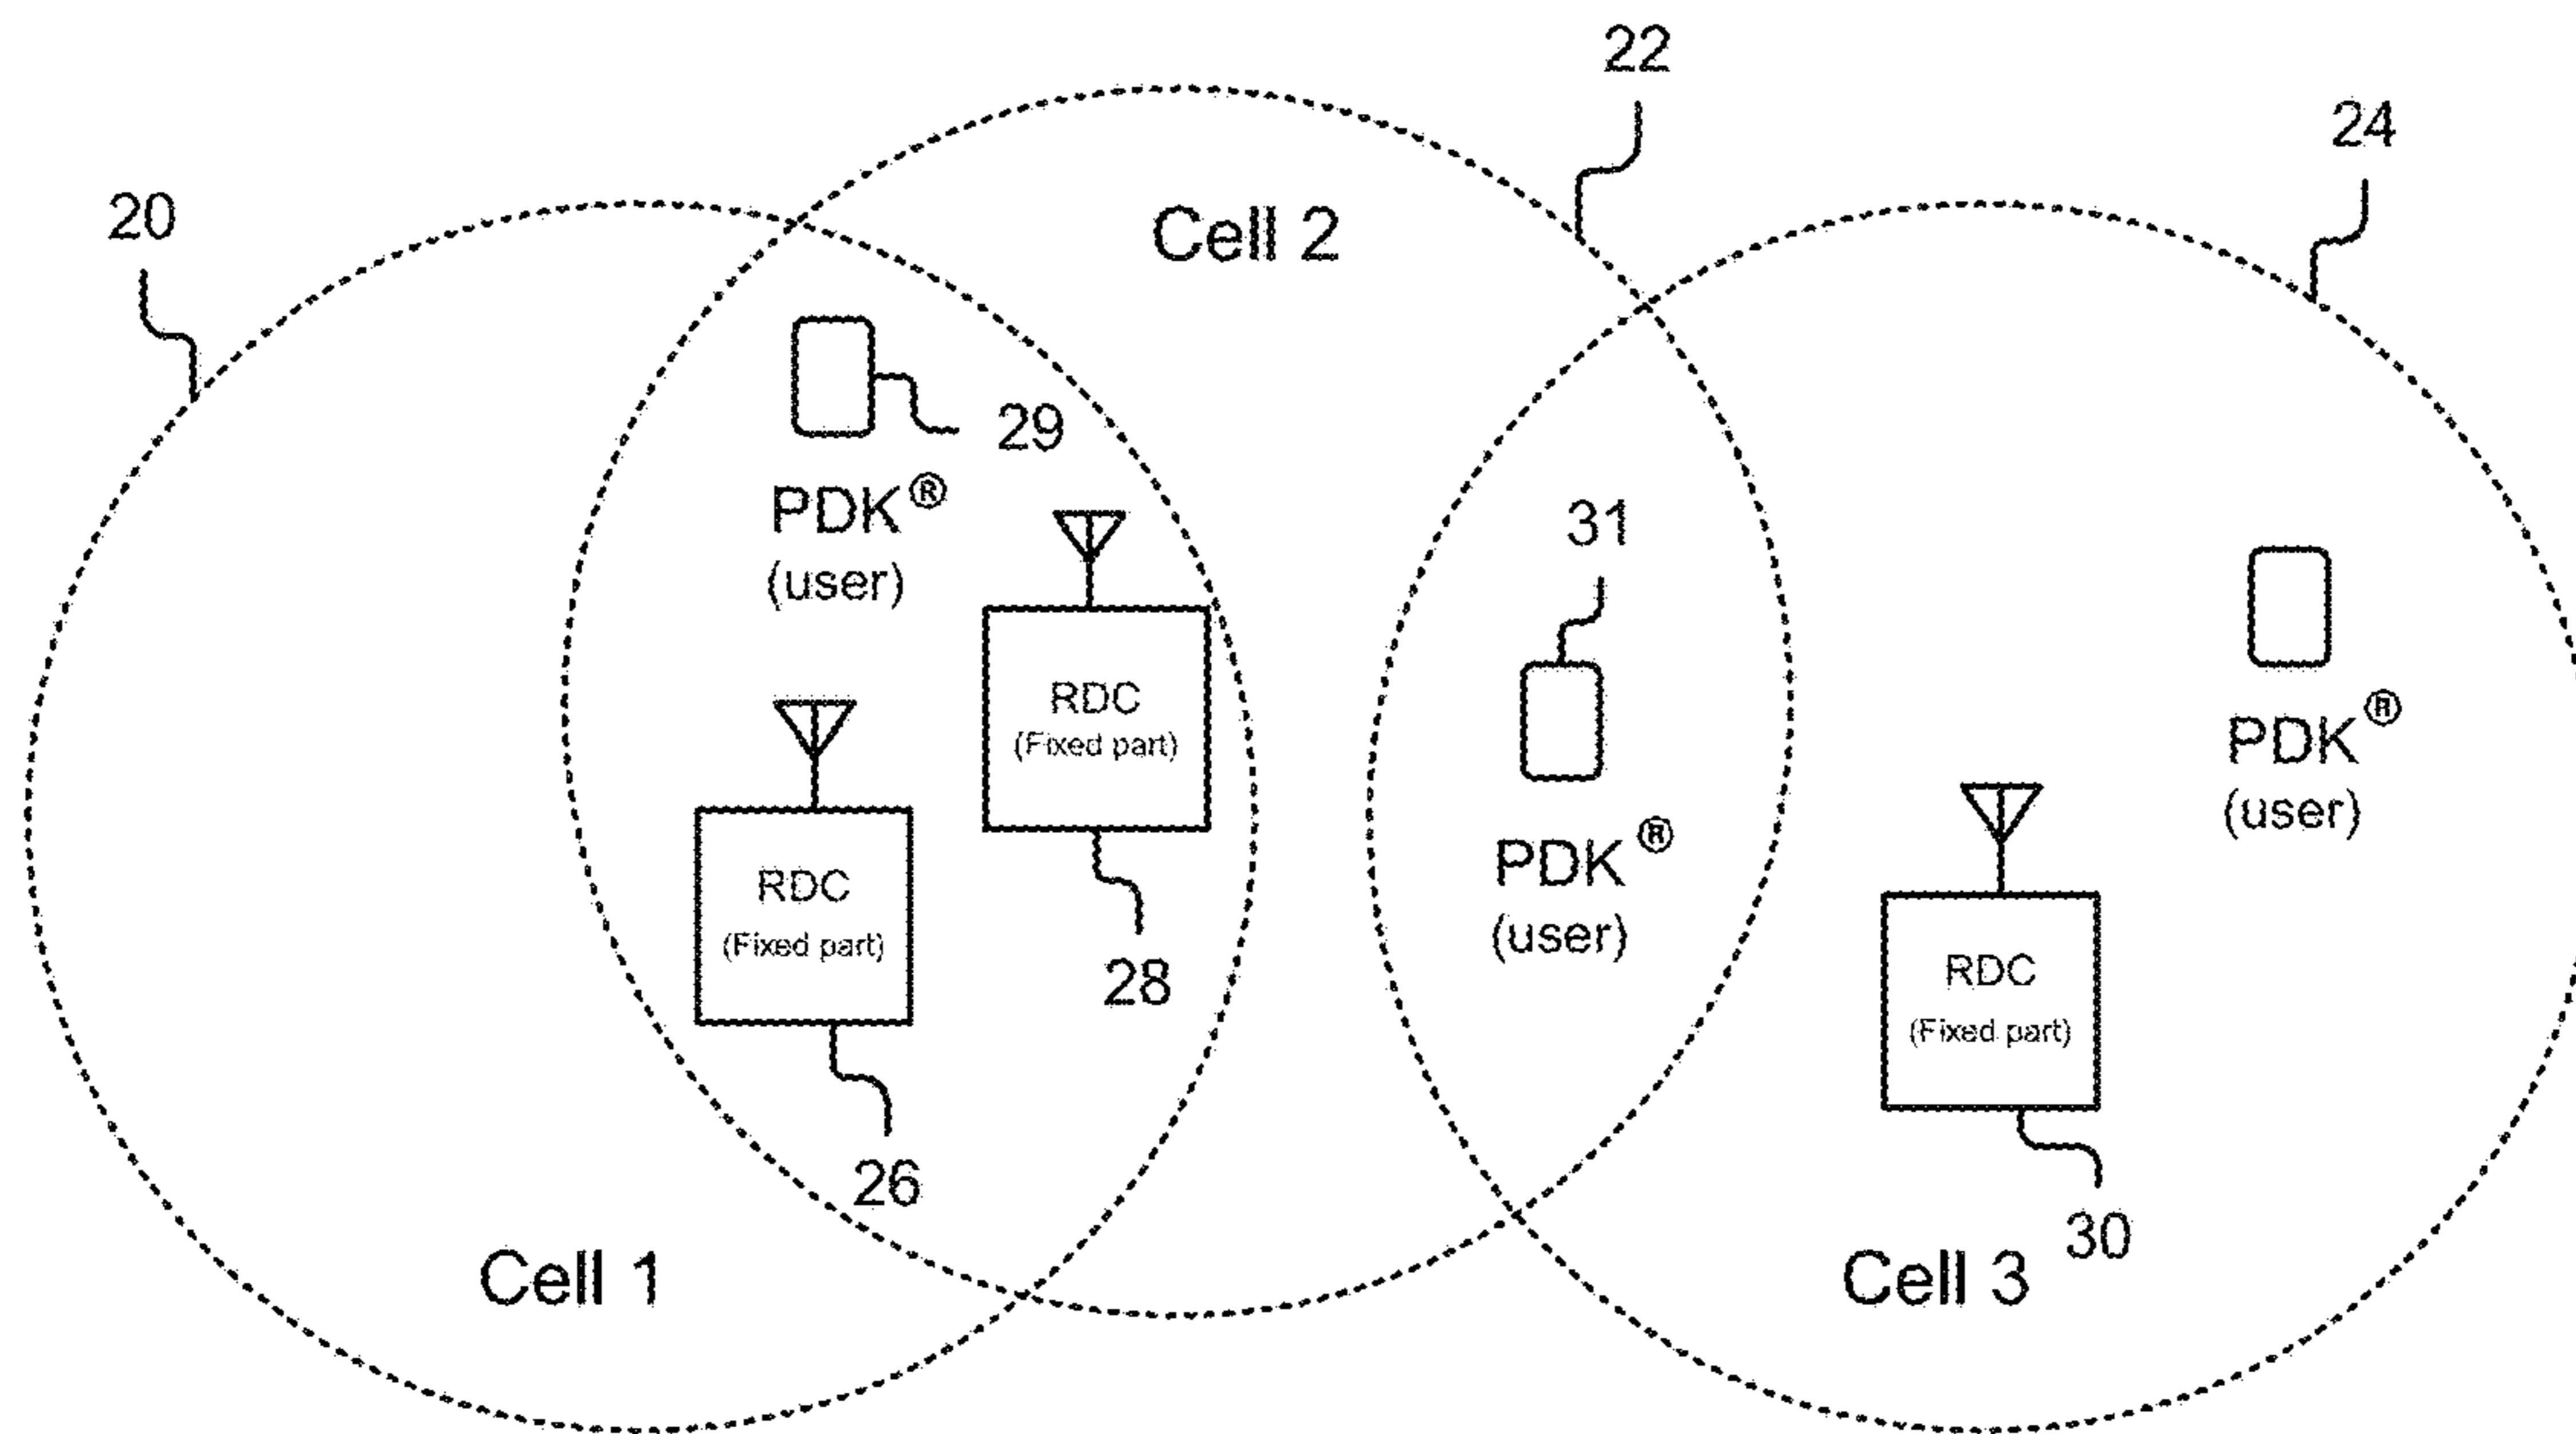 22
24
20
Cell 2
29
PDK®
(user)
31
RDC
(Fixed part)
PDK®
(user)
RDC
(Fixed part)
PDK®
(user)
28
RDC
(Fixed part)
26
30
Cell 1
Cell 3